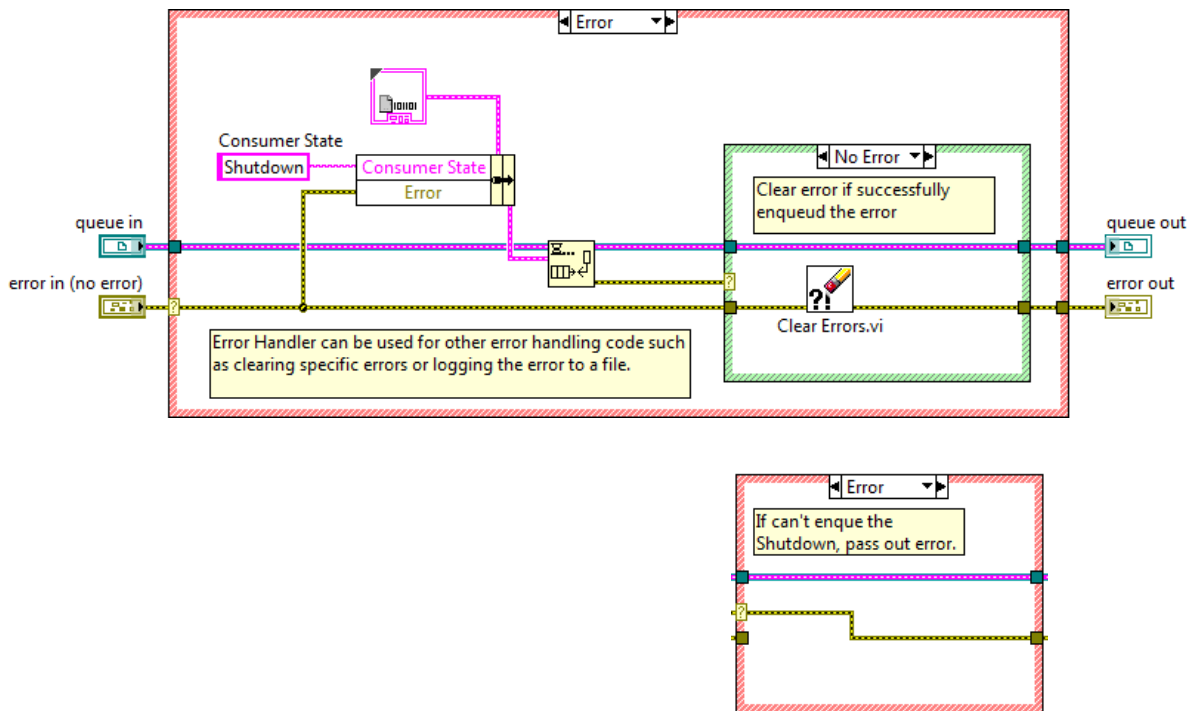 Error
Consumer State
Shutdown
Consumer State
Error
No Error
Clear error if successfully
enqueud the error
queue in
queue out
error in (no error)
error out
?
?
?!
Clear Errors.vi
Error Handler can be used for other error handling code such
as clearing specific errors or logging the error to a file.
Error
If can't enque the
Shutdown, pass out error.
?